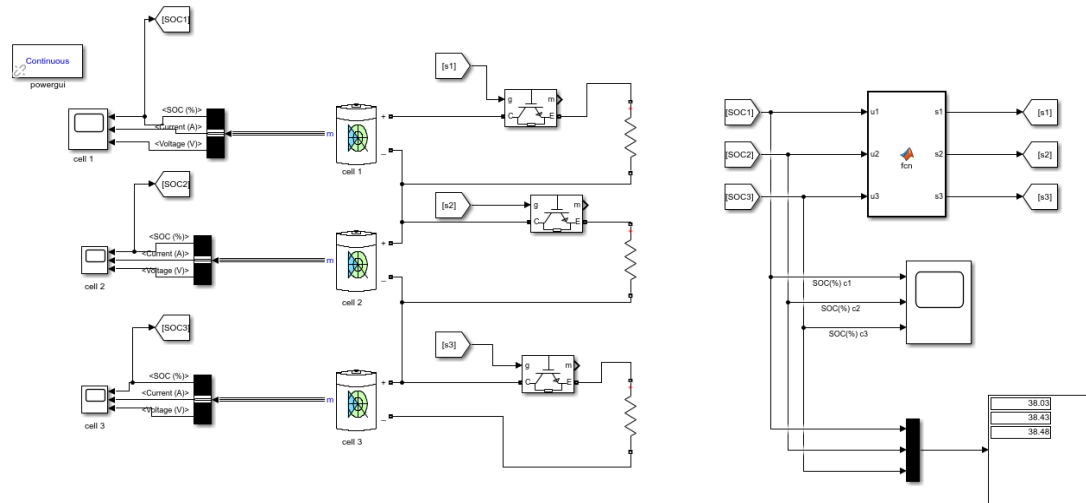 [SOC1]
Continuous
powergui
<SOC (%)>
<Current (A)>
<Voltage (V)>
cell 1
m
+
_
cell 1
[s1]
g
m
C
E
+
[SOC2]
<SOC (%)>
<Current (A)>
<Voltage (V)>
cell 2
m
+
_
cell 2
[s2]
g
m
C
E
+
[SOC3]
<SOC (%)>
<Current (A)>
<Voltage (V)>
cell 3
m
+
_
cell 3
[s3]
g
m
C
E
+
[SOC1]
[SOC2]
[SOC3]
u1
u2
u3
fcn
s1
s2
s3
[s1]
[s2]
[s3]
SOC(%) c1
SOC(%) c2
SOC(%) c3
38.03
38.43
38.48